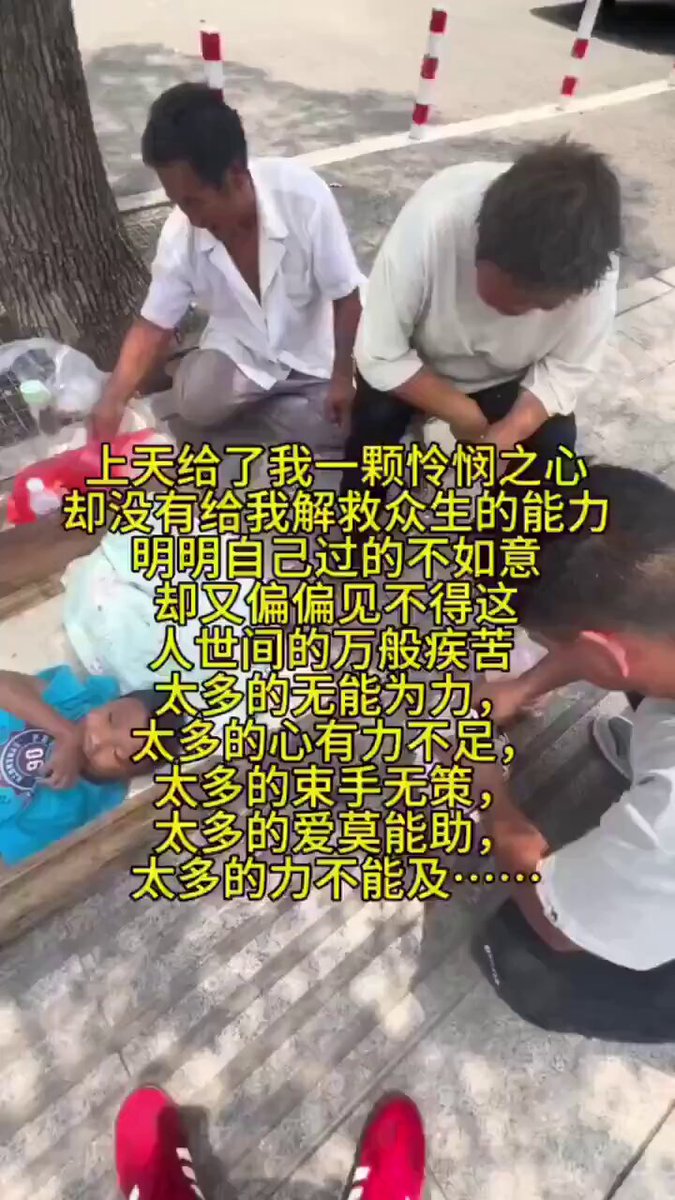 上天给了我一颗怜悯之心
却没有给我解救众生的能力
明明自己过的不如意
却又偏偏见不得这
人世间的万般疾苦
太多的无能为力，
太多的心有力不足，
太多的束手无策，
太多的爱莫能助，
太多的力不能及……
06